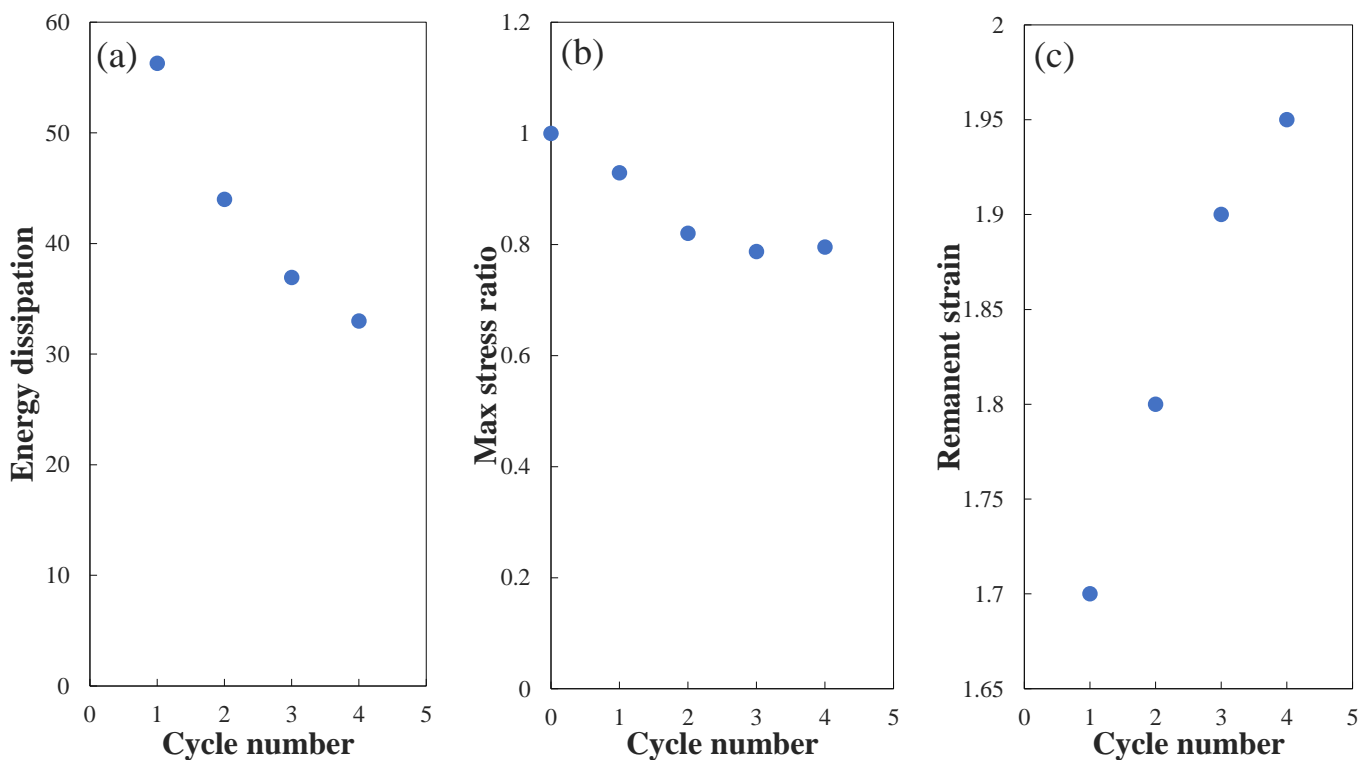 (a)
Energy dissipation
60
50
40
30
20
10
0
0 1 2 3 4 5
Cycle number
(b)
Max stress ratio
1.2
1
0.8
0.6
0.4
0.2
0
0 1 2 3 4 5
Cycle number
(c)
Remanent strain
2
1.95
1.9
1.85
1.8
1.75
1.7
1.65
0 1 2 3 4 5
Cycle number